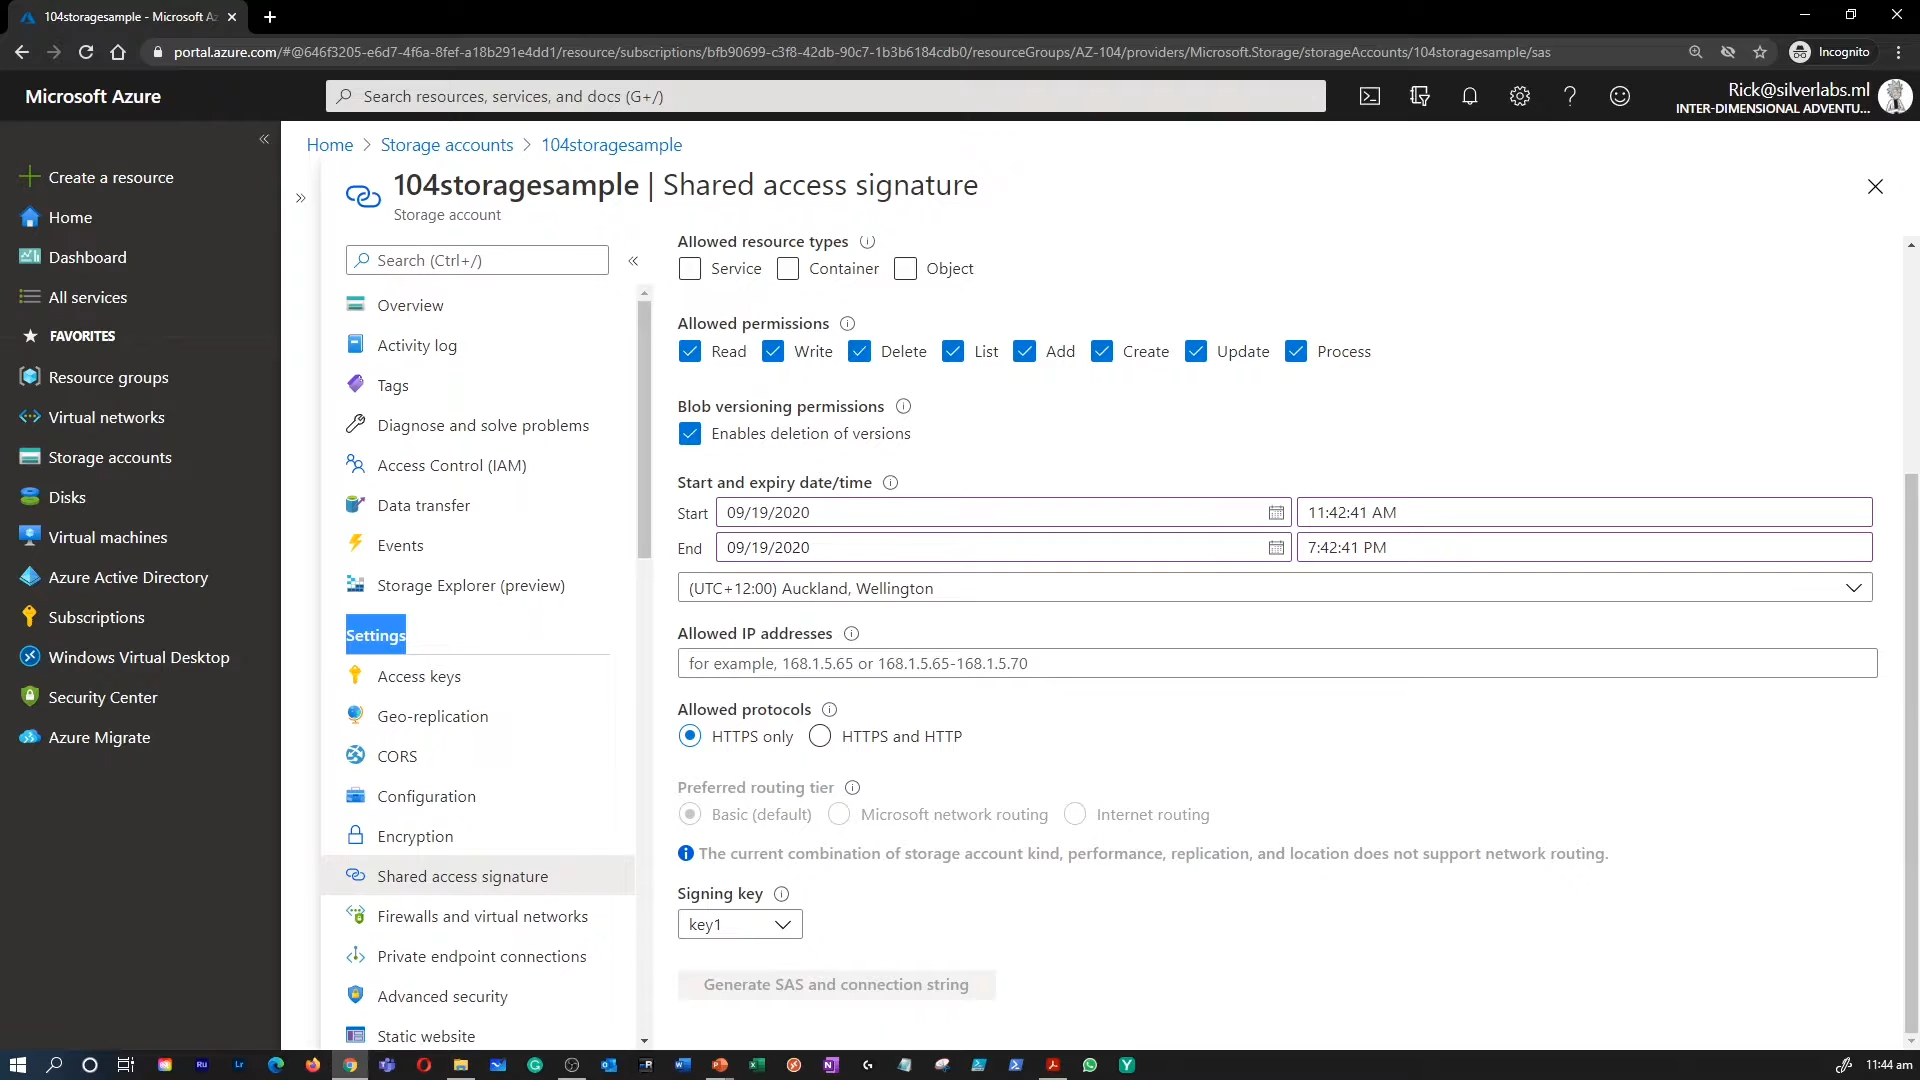 104storagesample - Microsoft Az
portal.azure.com/#@646f3205-e6d7-4f6a-8fef-a18b291e4dd1/resource/subscriptions/bfb90699-c3f8-42db-90c7-1b3b6184cdb0/resourceGroups/AZ-104/providers/Microsoft.Storage/storageAccounts/104storagesample/sas
Incognito
Microsoft Azure
Search resources, services, and docs (G+/)
Rick@silverlabs.ml
INTER-DIMENSIONAL ADVENTU...
Create a resource
Home
Dashboard
All services
FAVORITES
Resource groups
Virtual networks
Storage accounts
Disks
Virtual machines
Azure Active Directory
Subscriptions
Windows Virtual Desktop
Security Center
Azure Migrate
Home > Storage accounts > 104storagesample
104storagesample | Shared access signature
Storage account
Search (Ctrl+/)
Overview
Activity log
Tags
Diagnose and solve problems
Access Control (IAM)
Data transfer
Events
Storage Explorer (preview)
Settings
Access keys
Geo-replication
CORS
Configuration
Encryption
Shared access signature
Firewalls and virtual networks
Private endpoint connections
Advanced security
Static website
Allowed resource types
Service Container Object
Allowed permissions
Read Write Delete List Add Create Update Process
Blob versioning permissions
Enables deletion of versions
Start and expiry date/time
Start 09/19/2020 11:42:41 AM
End 09/19/2020 7:42:41 PM
(UTC+12:00) Auckland, Wellington
Allowed IP addresses
for example, 168.1.5.65 or 168.1.5.65-168.1.5.70
Allowed protocols
HTTPS only HTTPS and HTTP
Preferred routing tier
Basic (default) Microsoft network routing Internet routing
The current combination of storage account kind, performance, replication, and location does not support network routing.
Signing key
key1
Generate SAS and connection string
Ru
Lr
11:44 am